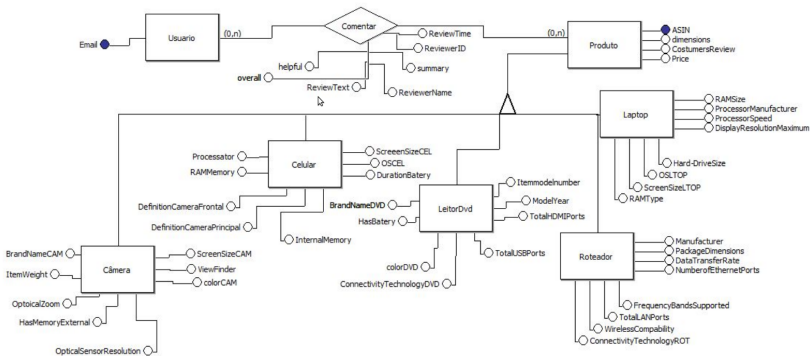 Email
Usuario
(0,n)
Comentar
ReviewTime
ReviewerID
helpful
summary
overall
ReviewText
ReviewerName
(0,n)
Produto
ASIN
dimensions
CostumersReview
Price
Laptop
RAMSize
ProcessorManufacturer
ProcessorSpeed
DisplayResolutionMaximum
Hard-DriveSize
OSLTOP
ScreenSizeLTOP
RAMType
Celular
Processator
RAMMemory
ScreeenSizeCEL
OSCEL
DurationBatery
DefinitionCameraFrontal
DefinitionCameraPrincipal
InternalMemory
LeitorDvd
BrandNameDVD
HasBatery
Itemmodelnumber
ModelYear
TotalHDMIPorts
TotalUSBPorts
colorDVD
ConnectivityTechnologyDVD
Câmera
BrandNameCAM
ItemWeight
OptoicalZoom
HasMemoryExternal
OpticalSensorResolution
ScreenSizeCAM
ViewFinder
colorCAM
Roteador
Manufacturer
PackageDimensions
DataTransferRate
NumberofEthernetPorts
FrequencyBandsSupported
TotalLANPorts
WirelessCompability
ConnectivityTechnologyROT